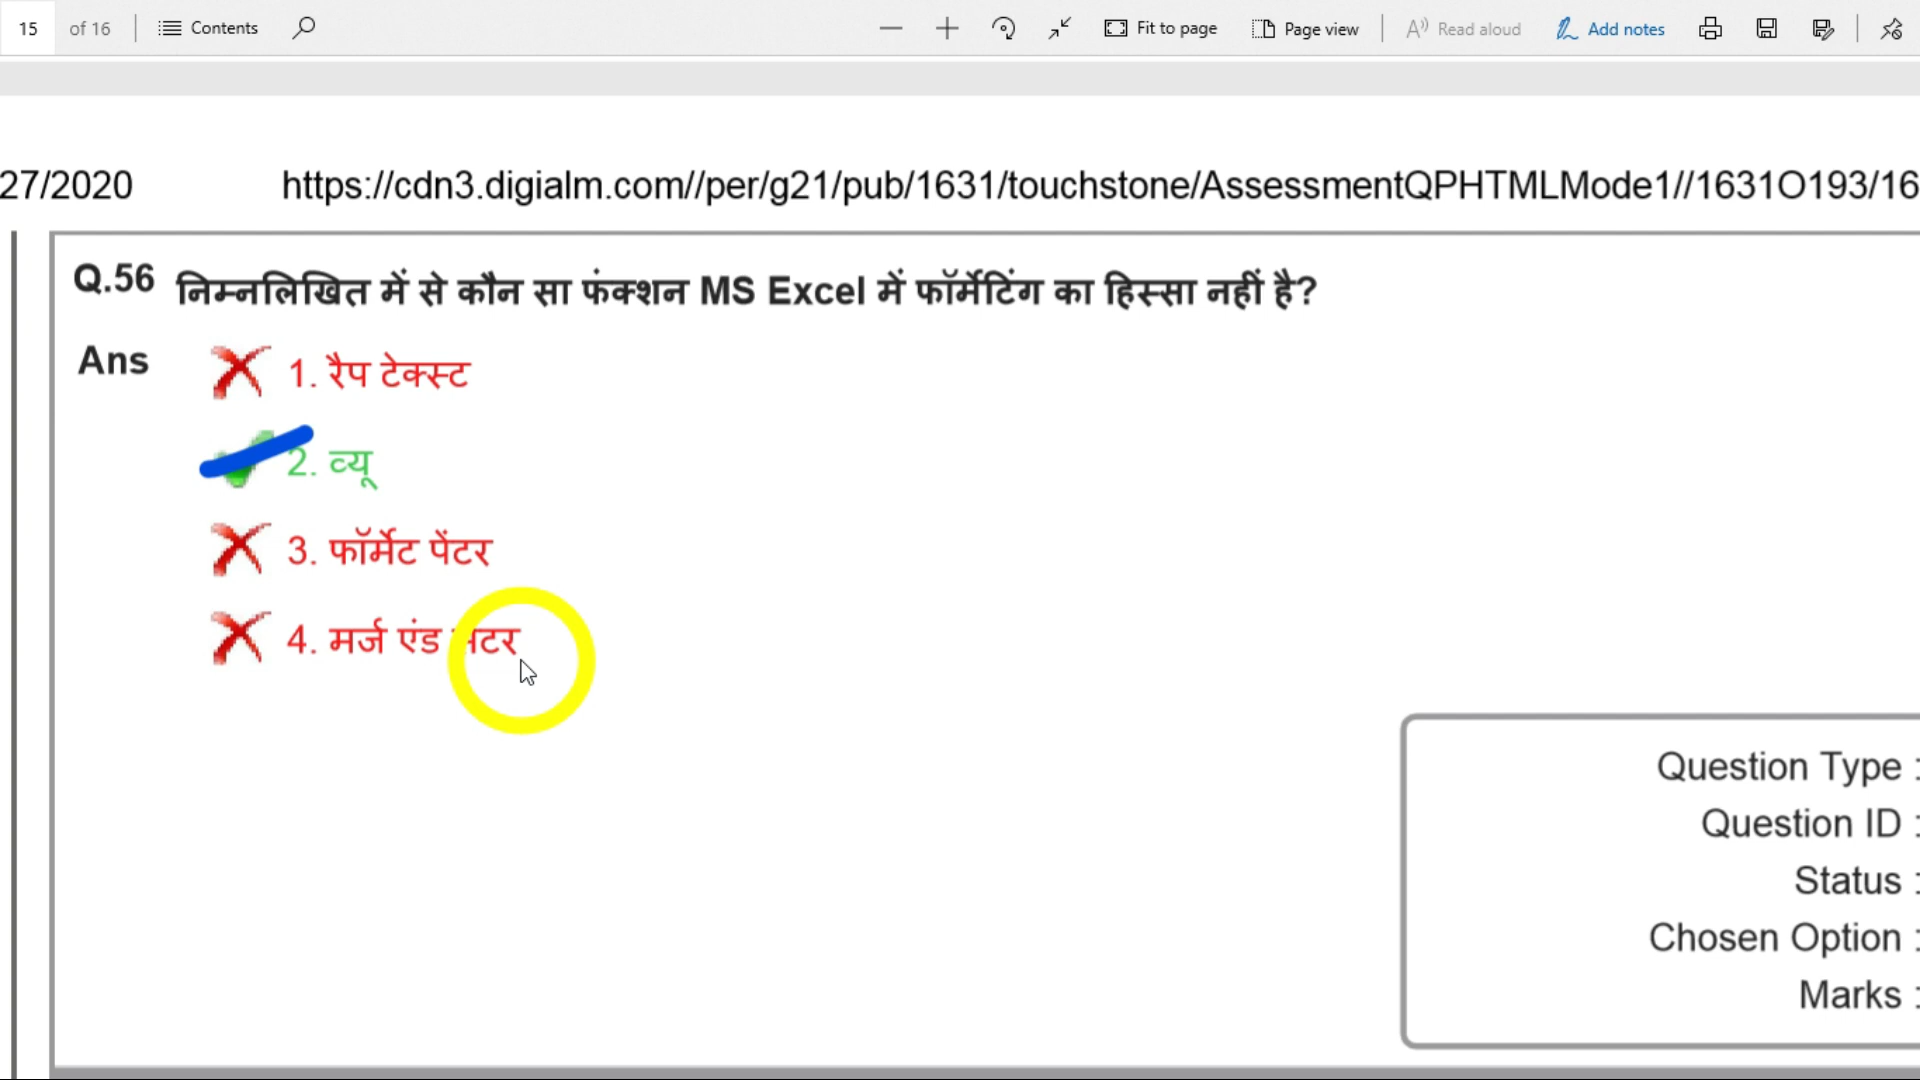 15 of 16 Contents Fit to page Page view Read aloud Add notes
27/2020 https://cdn3.digialm.com//per/g21/pub/1631/touchstone/AssessmentQPHTMLMode1//1631O193/16
Q.56 निम्नलिखित में से कौन सा फंक्शन MS Excel में फॉर्मेटिंग का हिस्सा नहीं है?
Ans 1. रैप टेक्स्ट
2. व्यू
3. फॉर्मेट पेंटर
4. मर्ज एंड
Question Type :
Question ID :
Status :
Chosen Option :
Marks :